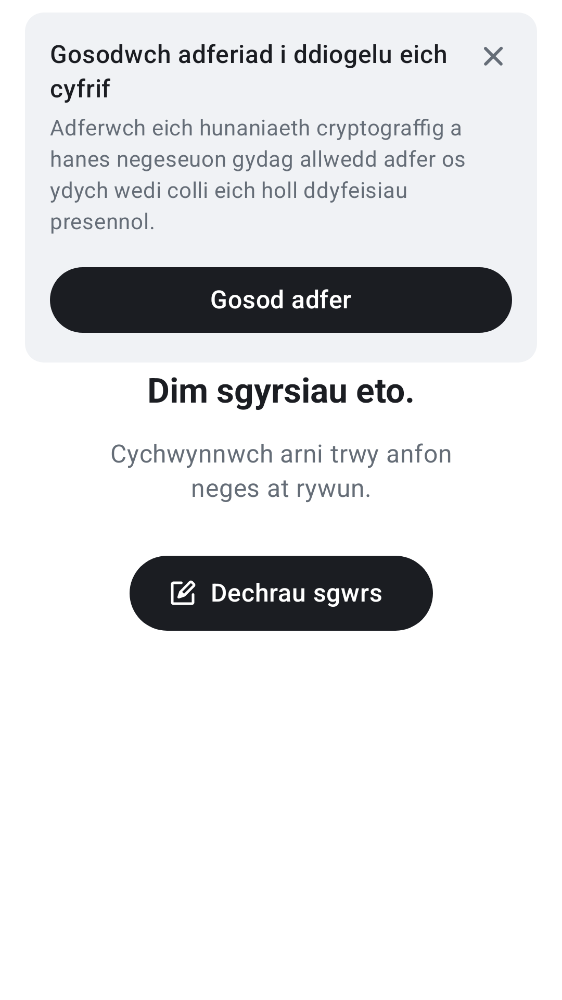 Gosodwch adferiad i ddiogelu eich
cyfrif
Adferwch eich hunaniaeth cryptograffig a
hanes negeseuon gydag allwedd adfer os
ydych wedi colli eich holl ddyfeisiau
presennol.
Gosod adfer
Dim sgyrsiau eto.
Cychwynnwch arni trwy anfon
neges at rywun.
Dechrau sgwrs